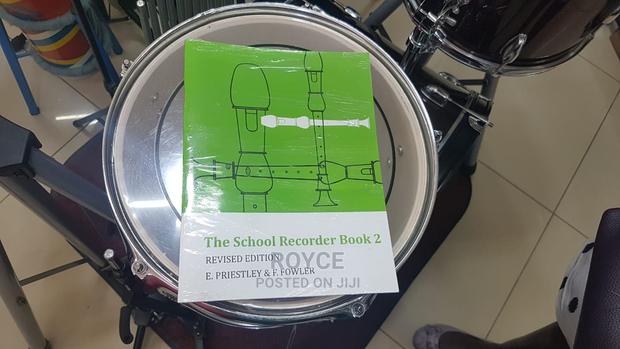 The School Recorder Book 2
REVISED EDITION
ROYCE
E. PRIESTLEY & F. FOWLER
POSTED ON JIJI